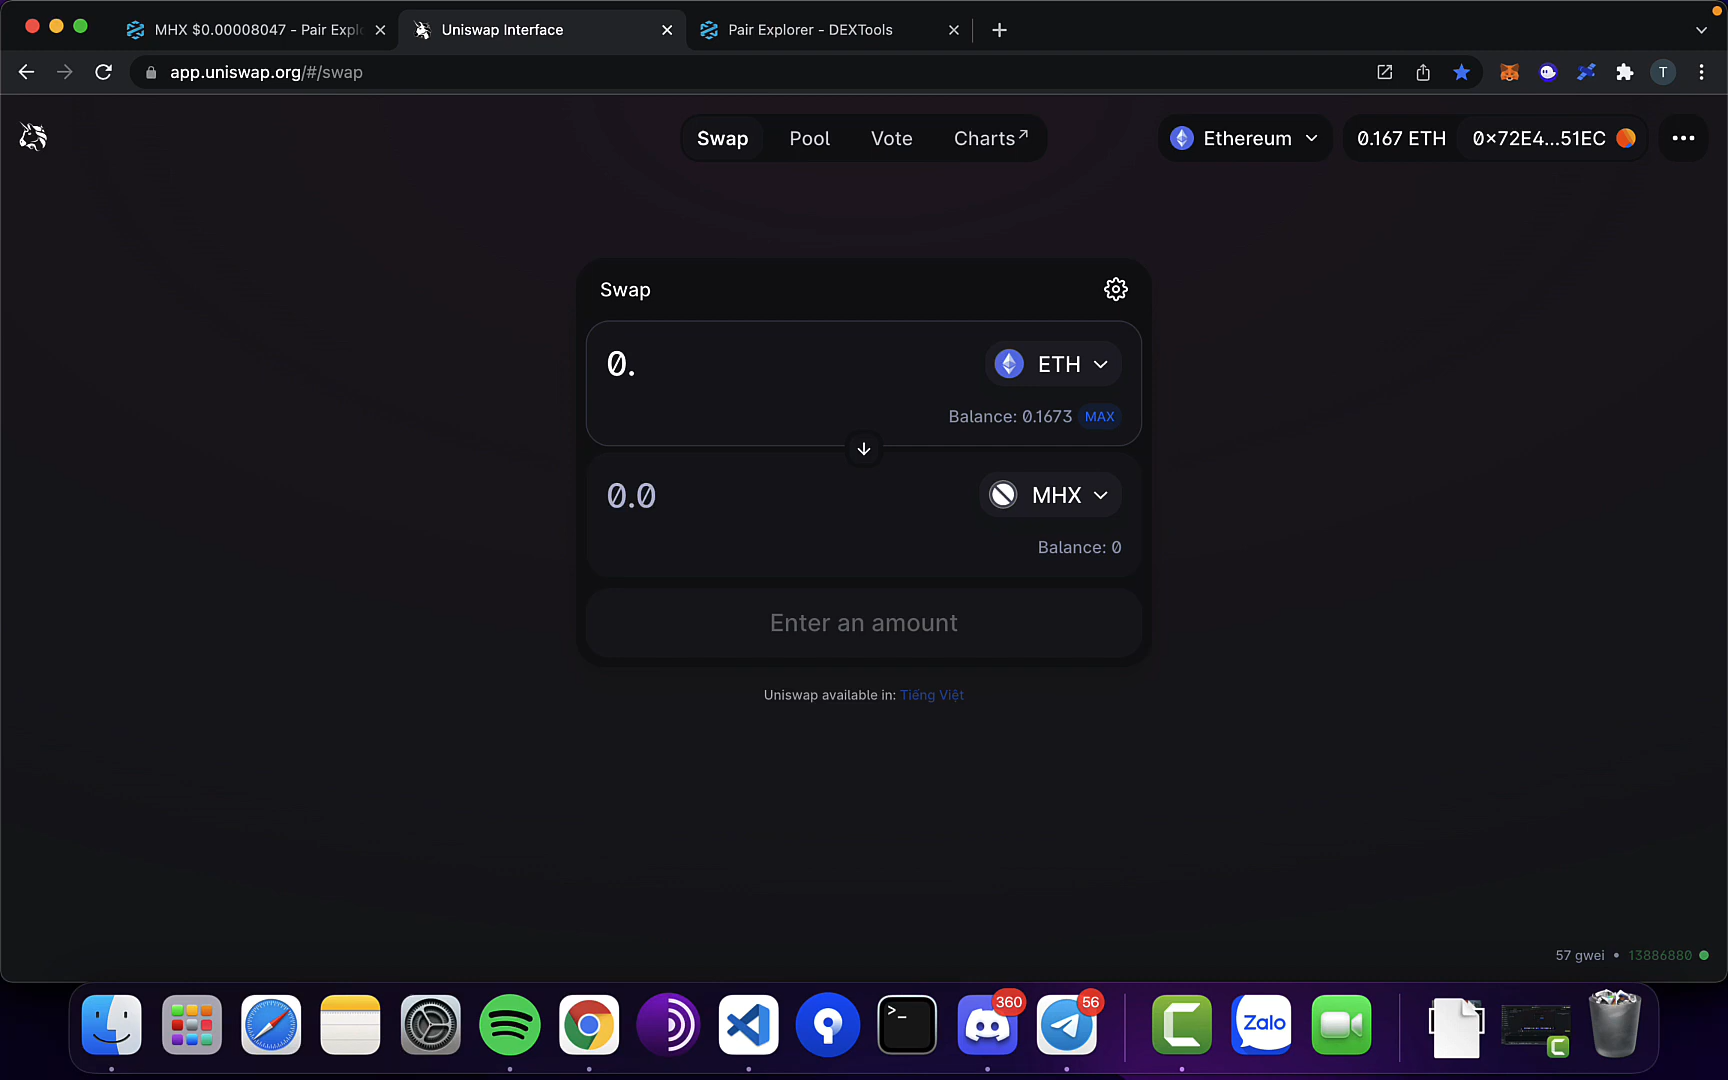 MHX $0.00008047 - Pair Expl
Uniswap Interface
Pair Explorer - DEXTools
app.uniswap.org/#/swap
T
Swap
Pool
Vote
Charts↗
Ethereum
0.167 ETH
0x72E4...51EC
Swap
0.
ETH
Balance: 0.1673 MAX
0.0
MHX
Balance: 0
Enter an amount
Uniswap available in: Tiếng Việt
57 gwei • 13886880
>_
360
56
Zalo